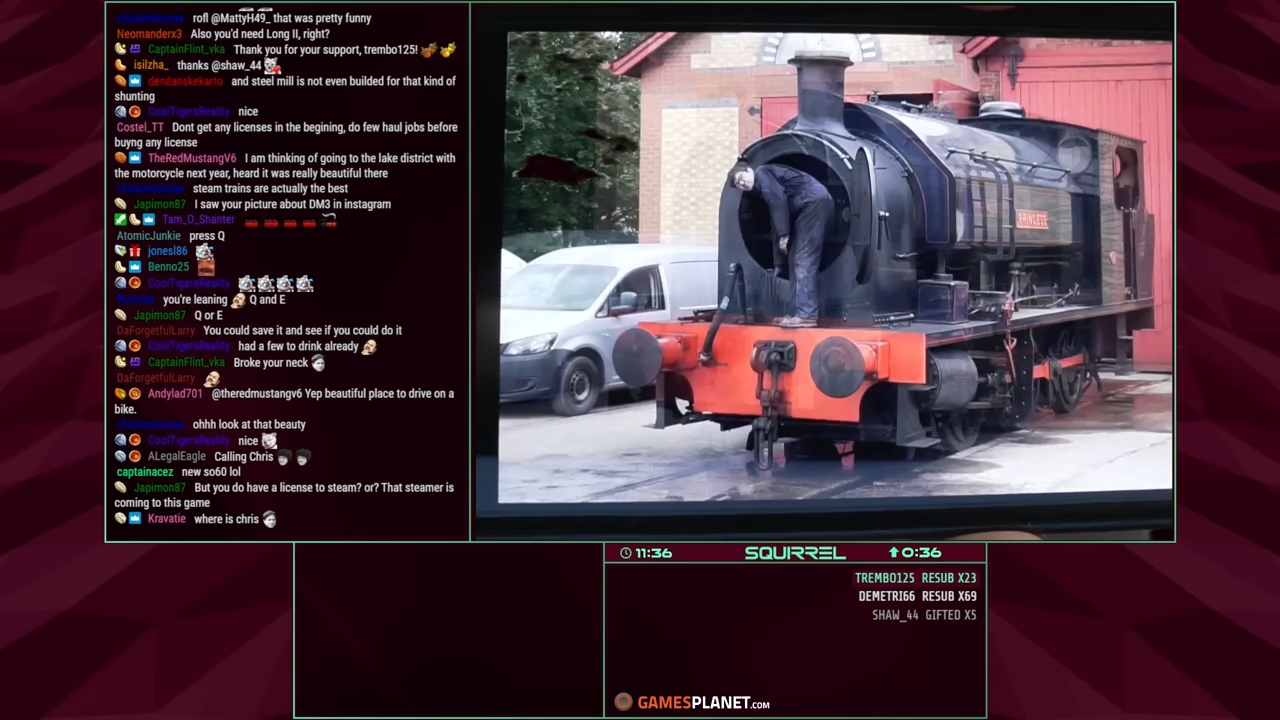 chickenbootye rofl @MattyH49_ that was pretty funny
Neomanderx3 Also you'd need Long II, right?
CaptainFlint_vka Thank you for your support, trembo125!
isilzha_ thanks @shaw_44
dendanskekarto and steel mill is not even builded for that kind of
shunting
CoolTigersReality nice
Costel_TT Dont get any licenses in the begining, do few haul jobs before
buyng any license
TheRedMustangV6 I am thinking of going to the lake district with
the motorcycle next year, heard it was really beautiful there
steam trains are actually the best
Japimon87 I saw your picture about DM3 in instagram
Tam_O_Shanter
AtomicJunkie press Q
jonesl86
Benno25
CoolTigersReality
you're leaning Q and E
Japimon87 Q or E
DaForgetfulLarry You could save it and see if you could do it
CoolTigersReality had a few to drink already
CaptainFlint_vka Broke your neck
DaForgetfulLarry
Andylad701 @theredmustangv6 Yep beautiful place to drive on a
bike.
ohhh look at that beauty
CoolTigersReality nice
ALegalEagle Calling Chris
captainacez new so60 lol
Japimon87 But you do have a license to steam? or? That steamer is
coming to this game
Kravatie where is chris
11:36 SQUIRREL 0:36
TREMBO125 RESUB X23
DEMETRI66 RESUB X69
SHAW_44 GIFTED X5
GAMESPLANET.COM